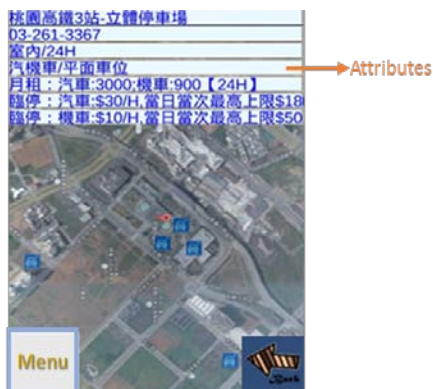 桃園高鐵3站-立體停車場
03-261-3367
室內/24H
汽機車/平面車位
Attributes
月租：汽車:3000;機車:900【24H】
臨停：汽車:$30/H,當日當次最高上限$18
臨停：機車:$10/H,當日當次最高上限$50
Menu
Back